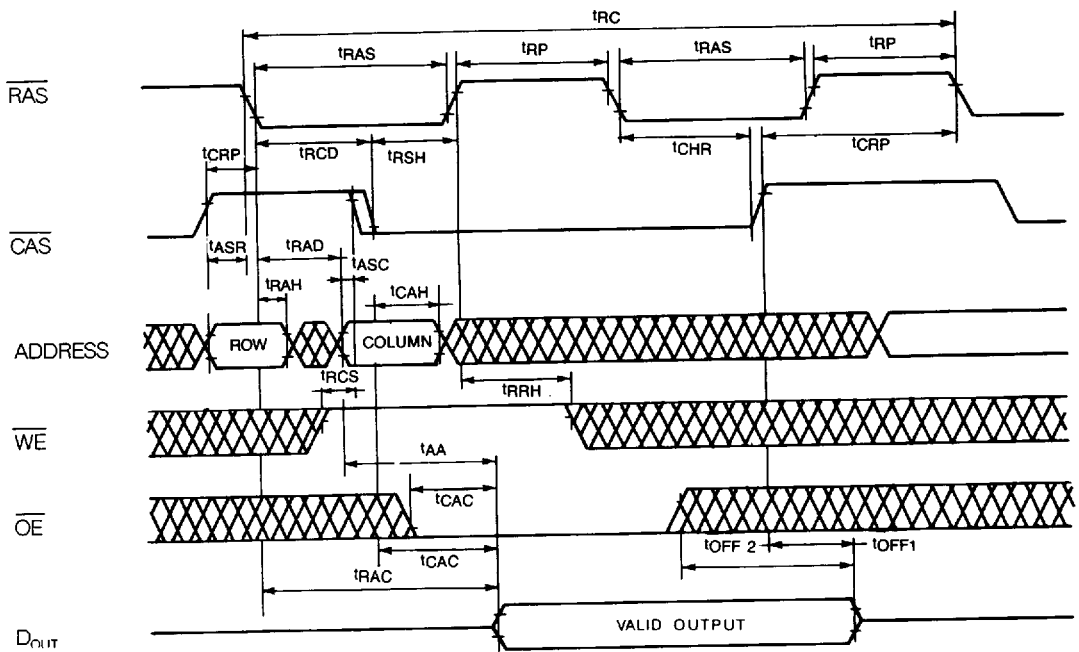 tRC
tRAS tRP tRAS tRP
RAS
tCRP tRCD tRSH tCHR tCRP
CAS
tASR tRAD tASC
tRAH tCAH
ADDRESS ROW COLUMN
tRCS tRRH
WE
tAA
tCAC
OE
tOFF 2 tOFF1
tCAC
tRAC
DOUT VALID OUTPUT